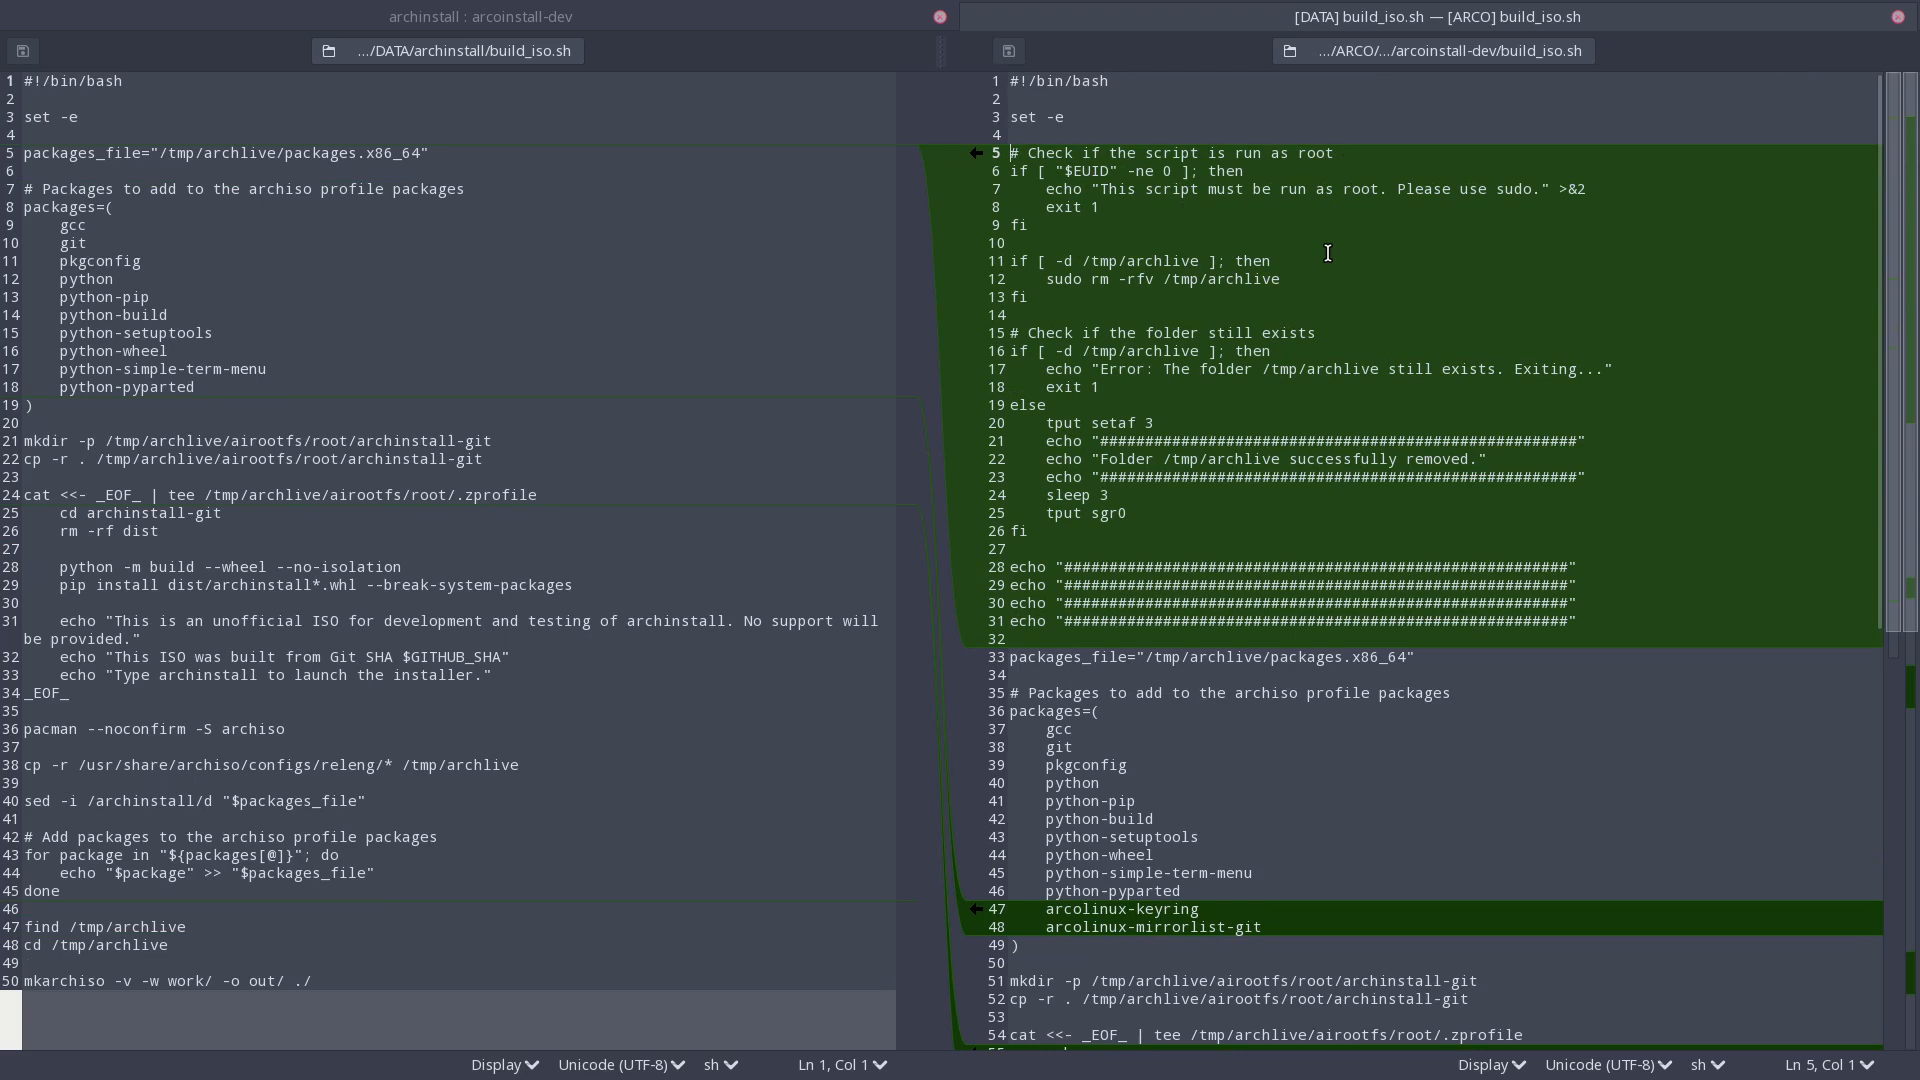 archinstall : arcoinstall-dev
[DATA] build_iso.sh — [ARCO] build_iso.sh
.../DATA/archinstall/build_iso.sh
.../ARCO/.../arcoinstall-dev/build_iso.sh
1 #!/bin/bash
2
3 set -e
4
5 packages_file="/tmp/archlive/packages.x86_64"
6
7 # Packages to add to the archiso profile packages
8 packages=(
9     gcc
10     git
11     pkgconfig
12     python
13     python-pip
14     python-build
15     python-setuptools
16     python-wheel
17     python-simple-term-menu
18     python-pyparted
19 )
20
21 mkdir -p /tmp/archlive/airootfs/root/archinstall-git
22 cp -r . /tmp/archlive/airootfs/root/archinstall-git
23
24 cat <<- _EOF_ | tee /tmp/archlive/airootfs/root/.zprofile
25     cd archinstall-git
26     rm -rf dist
27
28     python -m build --wheel --no-isolation
29     pip install dist/archinstall*.whl --break-system-packages
30
31     echo "This is an unofficial ISO for development and testing of archinstall. No support will
be provided."
32     echo "This ISO was built from Git SHA $GITHUB_SHA"
33     echo "Type archinstall to launch the installer."
34 _EOF_
35
36 pacman --noconfirm -S archiso
37
38 cp -r /usr/share/archiso/configs/releng/* /tmp/archlive
39
40 sed -i /archinstall/d "$packages_file"
41
42 # Add packages to the archiso profile packages
43 for package in "${packages[@]}"; do
44     echo "$package" >> "$packages_file"
45 done
46
47 find /tmp/archlive
48 cd /tmp/archlive
49
50 mkarchiso -v -w work/ -o out/ ./
1 #!/bin/bash
2
3 set -e
4
5 # Check if the script is run as root
6 if [ "$EUID" -ne 0 ]; then
7     echo "This script must be run as root. Please use sudo." >&2
8     exit 1
9 fi
10
11 if [ -d /tmp/archlive ]; then
12     sudo rm -rfv /tmp/archlive
13 fi
14
15 # Check if the folder still exists
16 if [ -d /tmp/archlive ]; then
17     echo "Error: The folder /tmp/archlive still exists. Exiting..."
18     exit 1
19 else
20     tput setaf 3
21     echo "#####################################################"
22     echo "Folder /tmp/archlive successfully removed."
23     echo "#####################################################"
24     sleep 3
25     tput sgr0
26 fi
27
28 echo "########################################################"
29 echo "########################################################"
30 echo "########################################################"
31 echo "########################################################"
32
33 packages_file="/tmp/archlive/packages.x86_64"
34
35 # Packages to add to the archiso profile packages
36 packages=(
37     gcc
38     git
39     pkgconfig
40     python
41     python-pip
42     python-build
43     python-setuptools
44     python-wheel
45     python-simple-term-menu
46     python-pyparted
47     arcolinux-keyring
48     arcolinux-mirrorlist-git
49 )
50
51 mkdir -p /tmp/archlive/airootfs/root/archinstall-git
52 cp -r . /tmp/archlive/airootfs/root/archinstall-git
53
54 cat <<- _EOF_ | tee /tmp/archlive/airootfs/root/.zprofile
Display Unicode (UTF-8) sh Ln 1, Col 1
Display Unicode (UTF-8) sh Ln 5, Col 1